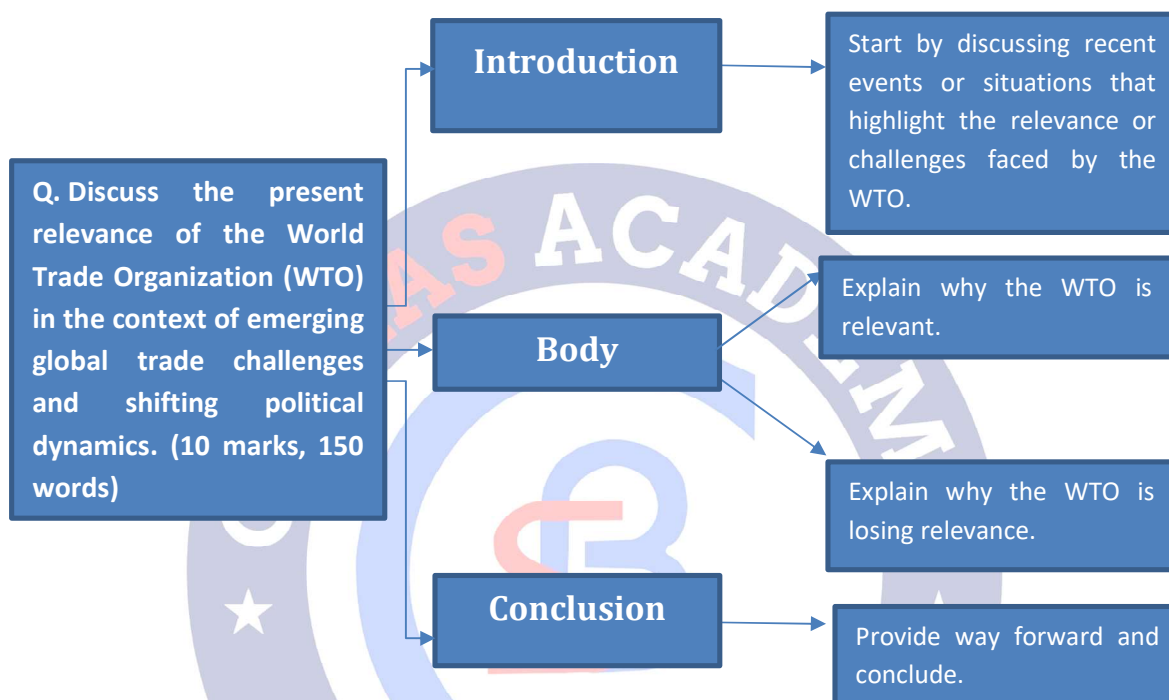 Q. Discuss the present
relevance of the World
Trade Organization (WTO)
in the context of emerging
global trade challenges
and shifting political
dynamics. (10 marks, 150
words)
Introduction
Start by discussing recent
events or situations that
highlight the relevance or
challenges faced by the
WTO.
Body
Explain why the WTO is
relevant.
Explain why the WTO is
losing relevance.
Conclusion
Provide way forward and
conclude.
AS ACADEM